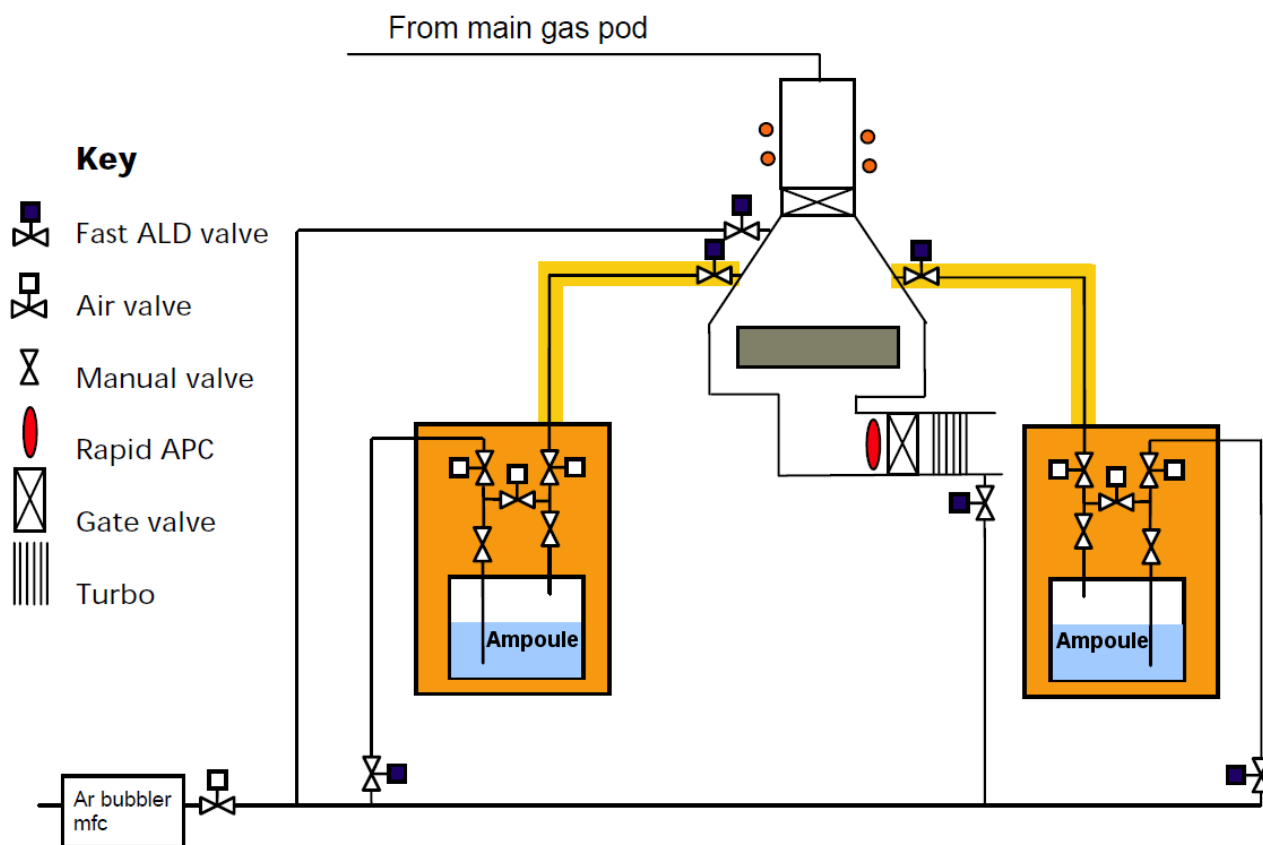 From main gas pod
Key
Fast ALD valve
Air valve
Manual valve
Rapid APC
Gate valve
Turbo
Ampoule
Ampoule
Ar bubbler
mfc